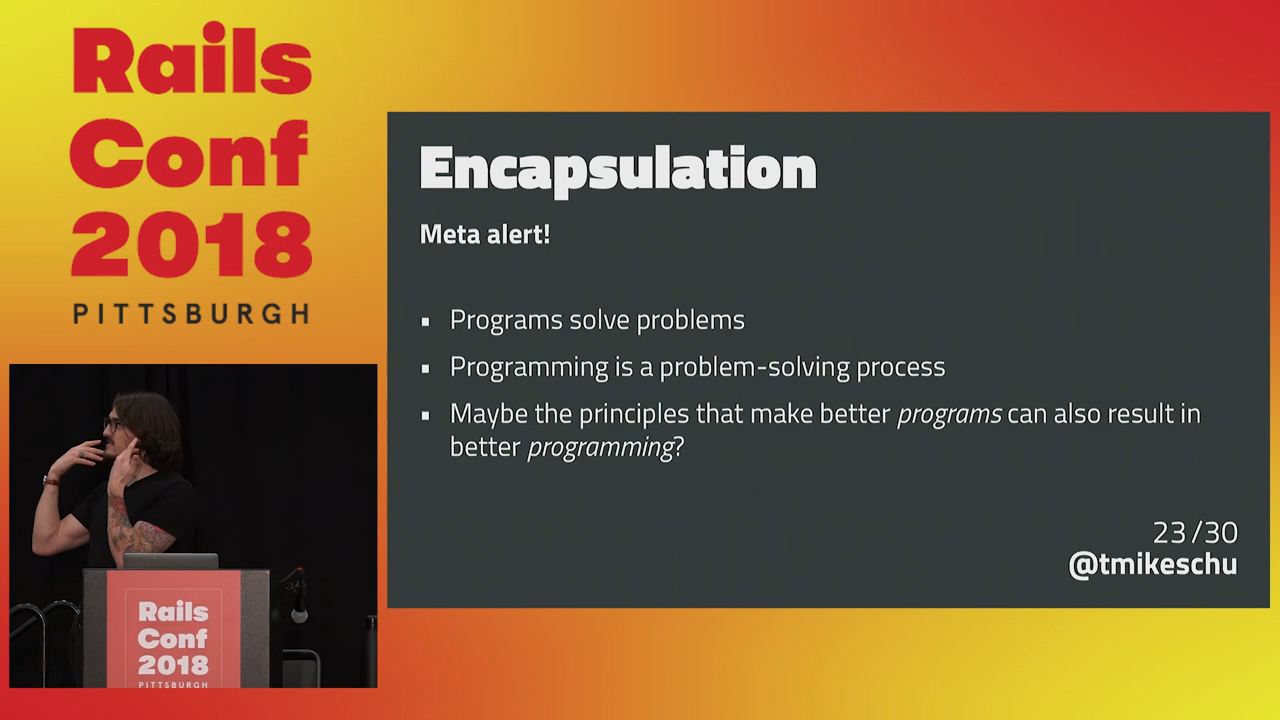 Rails
Conf
2018
PITTSBURGH
Encapsulation
Meta alert!
▪ Programs solve problems
▪ Programming is a problem-solving process
▪ Maybe the principles that make better programs can also result in
better programming?
23/30
@tmikeschu
Rails
Conf
2018
PITTSBURGH